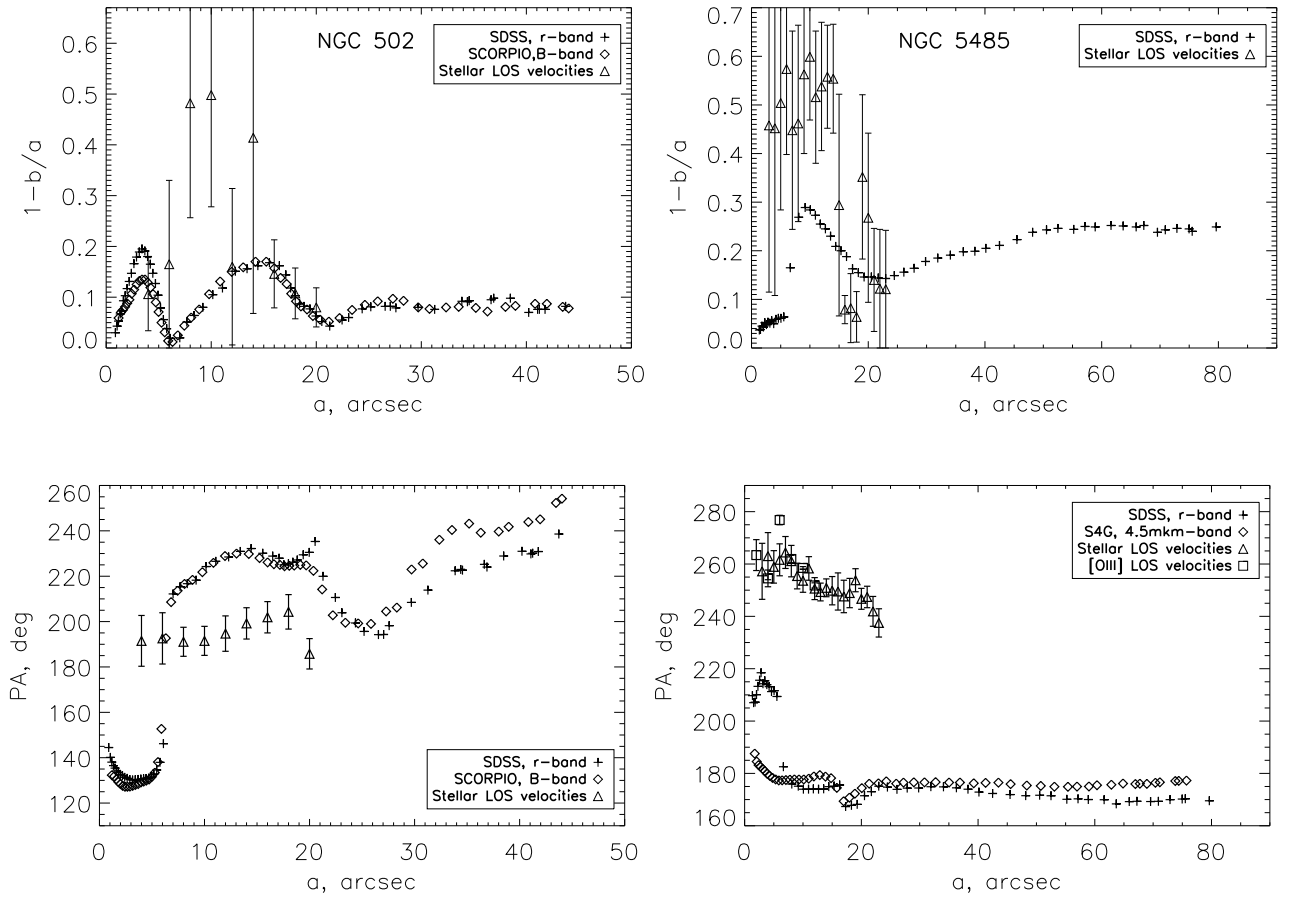 NGC 502
SDSS, r-band
SCORPIO,B-band
Stellar LOS velocities
1-b/a
0.6
0.5
0.4
0.3
0.2
0.1
0.0
0 10 20 30 40 50
a, arcsec
NGC 5485
SDSS, r-band
Stellar LOS velocities
1-b/a
0.7
0.6
0.5
0.4
0.3
0.2
0.1
0.0
0 20 40 60 80
a, arcsec
PA, deg
260
240
220
200
180
160
140
120
SDSS, r-band
SCORPIO, B-band
Stellar LOS velocities
0 10 20 30 40 50
a, arcsec
PA, deg
280
260
240
220
200
180
160
SDSS, r-band
S4G, 4.5mkm-band
Stellar LOS velocities
[OIII] LOS velocities
0 20 40 60 80
a, arcsec